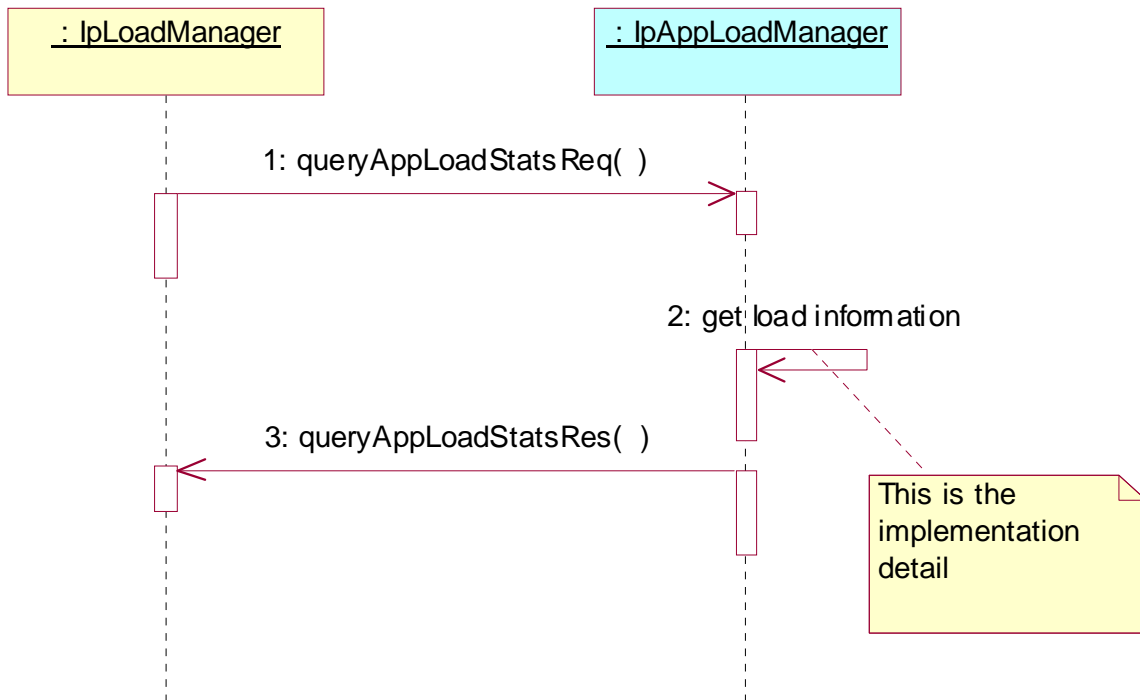 : IpLoadManager
: IpAppLoadManager
1: queryAppLoadStatsReq( )
2: get load information
3: queryAppLoadStatsRes( )
This is the
implementation
detail